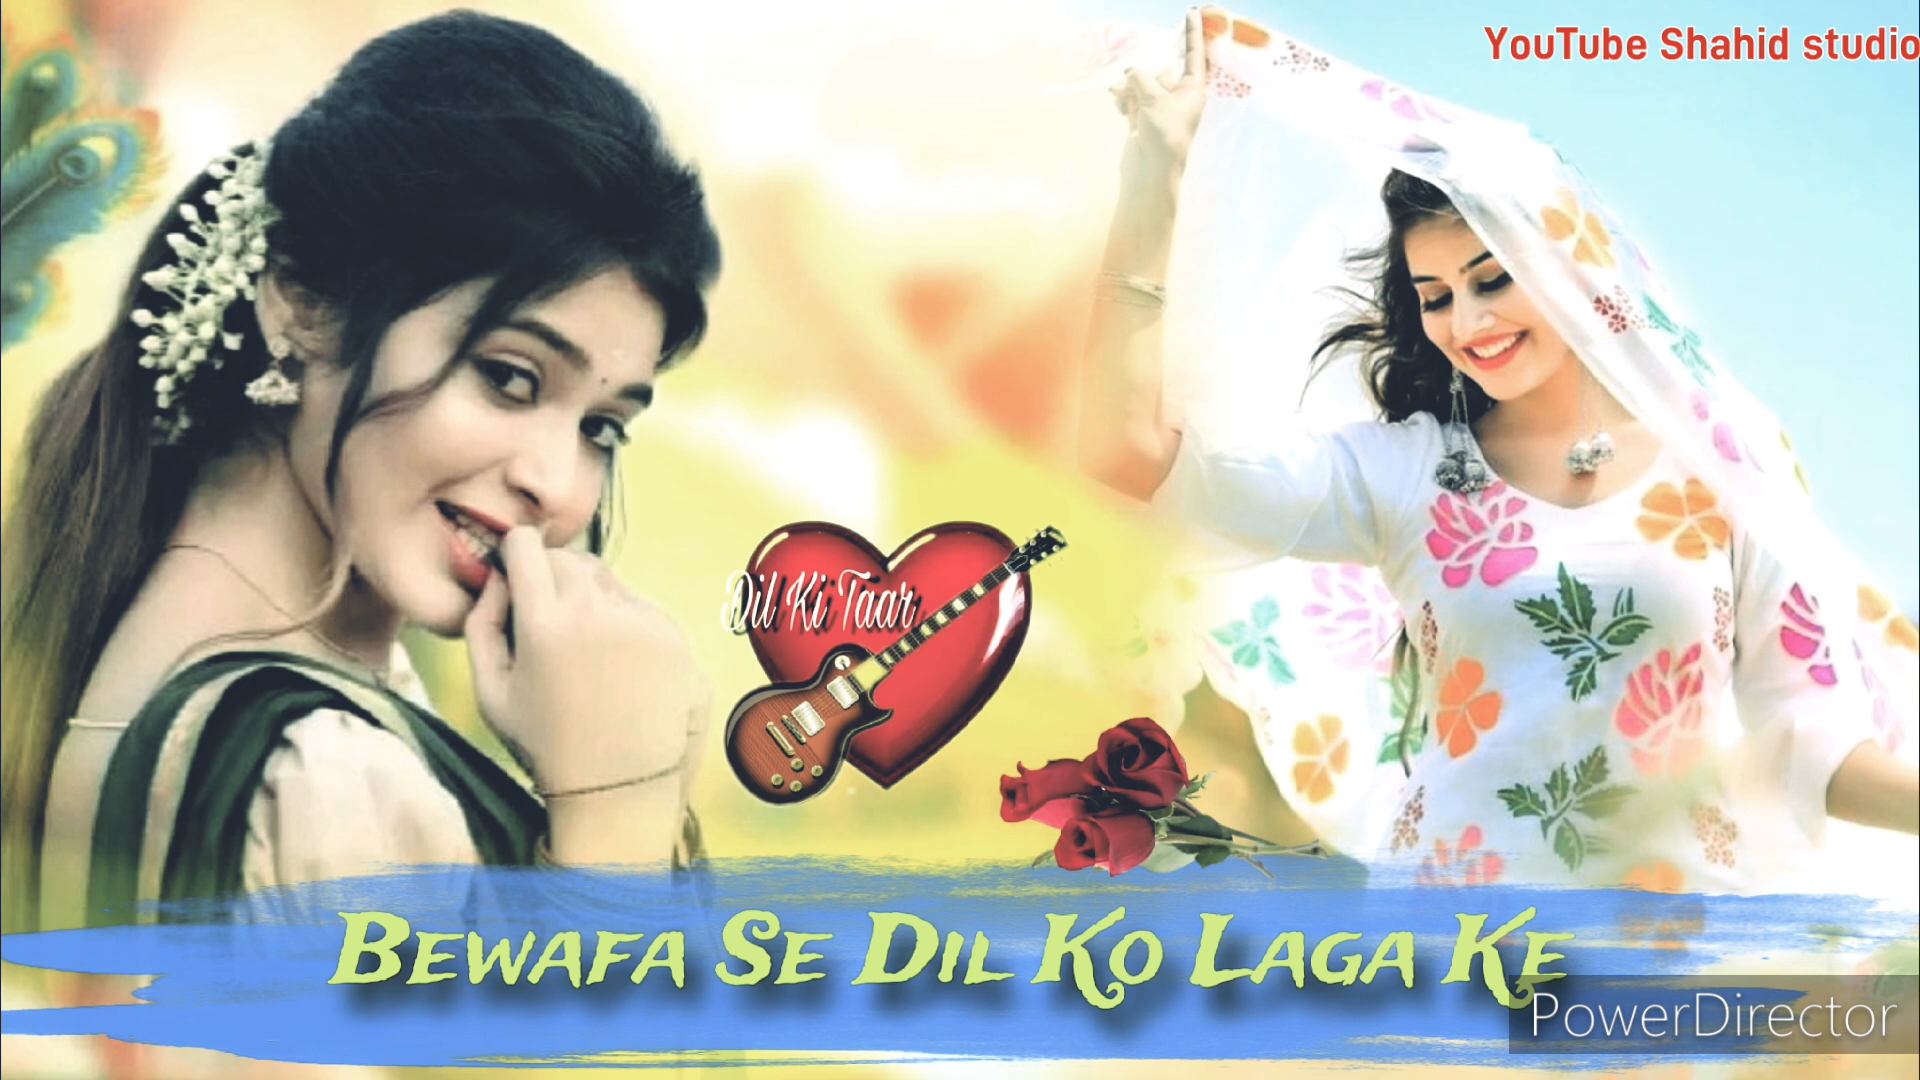 YouTube Shahid studio
Dil Ki Taar
Bewafa Se Dil Ko Laga Ke
PowerDirector